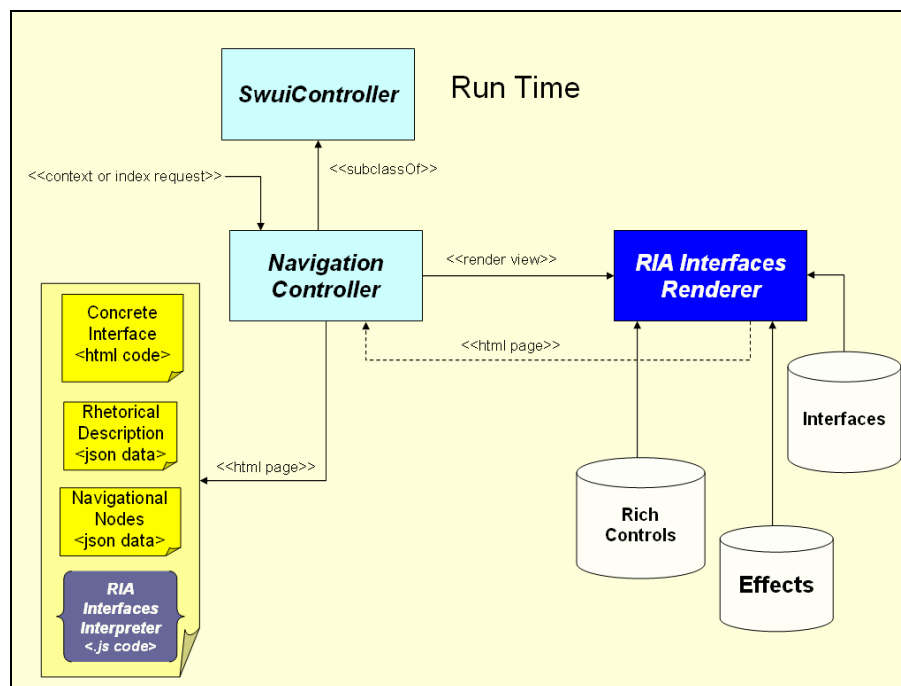 SwuiController
Run Time
<<context or index request>>
<<subclassOf>>
Navigation
Controller
<<render view>>
RIA Interfaces
Renderer
<<html page>>
Concrete
Interface
<html code>
Rhetorical
Description
<json data>
<<html page>>
Navigational
Nodes
<json data>
RIA
Interfaces
Interpreter
<.js code>
Interfaces
Rich
Controls
Effects